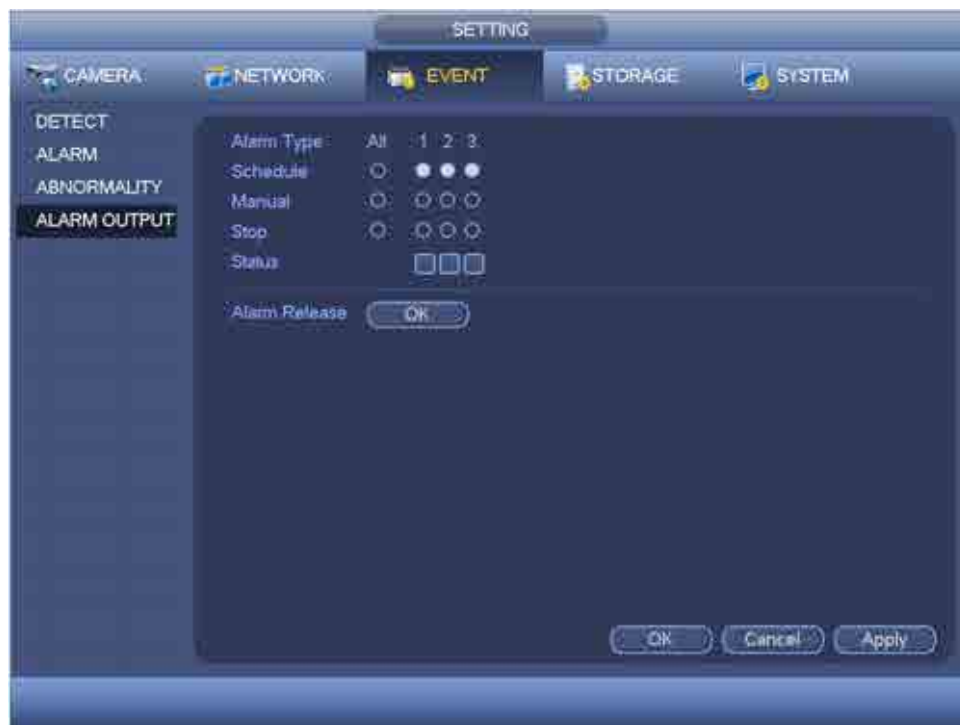 SETTING
CAMERA NETWORK EVENT STORAGE SYSTEM
DETECT
ALARM
ABNORMALITY
ALARM OUTPUT
Alarm Type All 1 2 3
Schedule
Manual
Stop
Status
Alarm Release OK
OK Cancel Apply